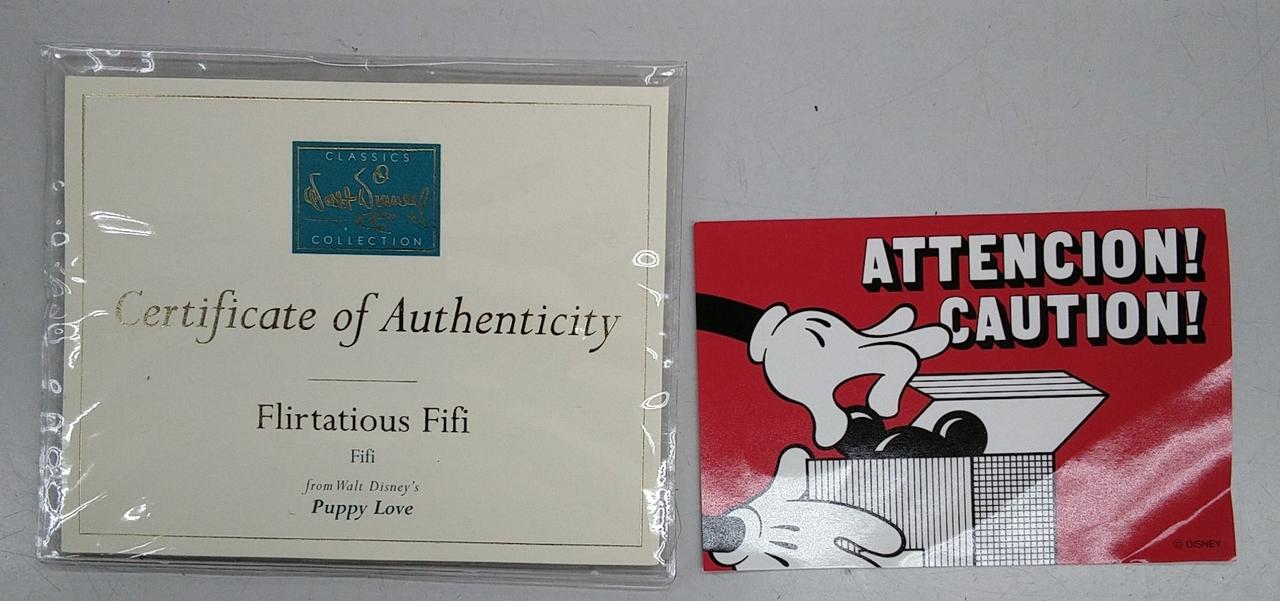 CLASSICS
Walt Disney
COLLECTION
Certificate of Authenticity
Flirtatious Fifi
Fifi
from Walt Disney's
Puppy Love
ATTENCION!
CAUTION!
© DISNEY